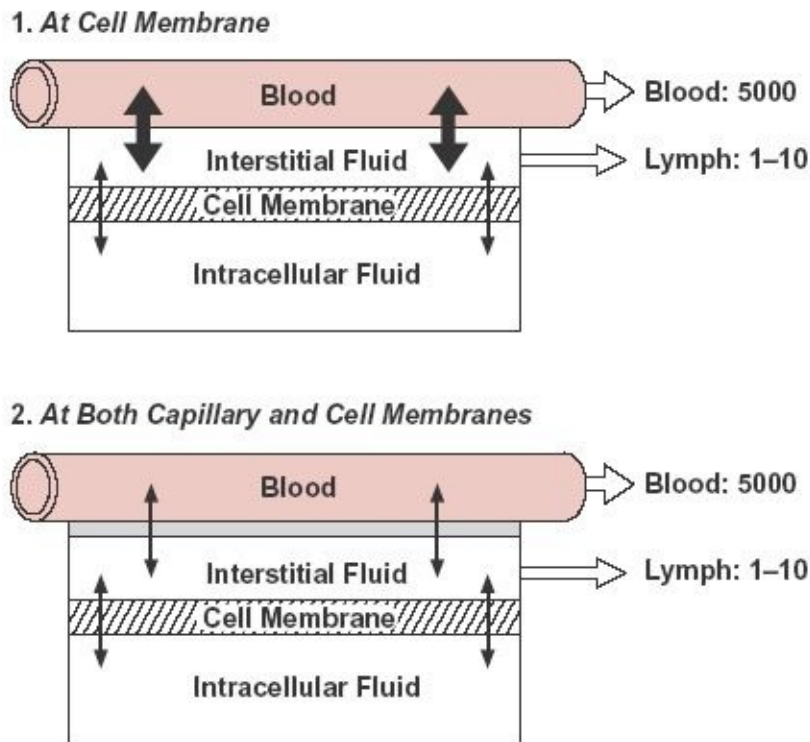 1. At Cell Membrane
Blood
Blood: 5000
Interstitial Fluid
Lymph: 1–10
Cell Membrane
Intracellular Fluid
2. At Both Capillary and Cell Membranes
Blood
Blood: 5000
Interstitial Fluid
Lymph: 1–10
Cell Membrane
Intracellular Fluid